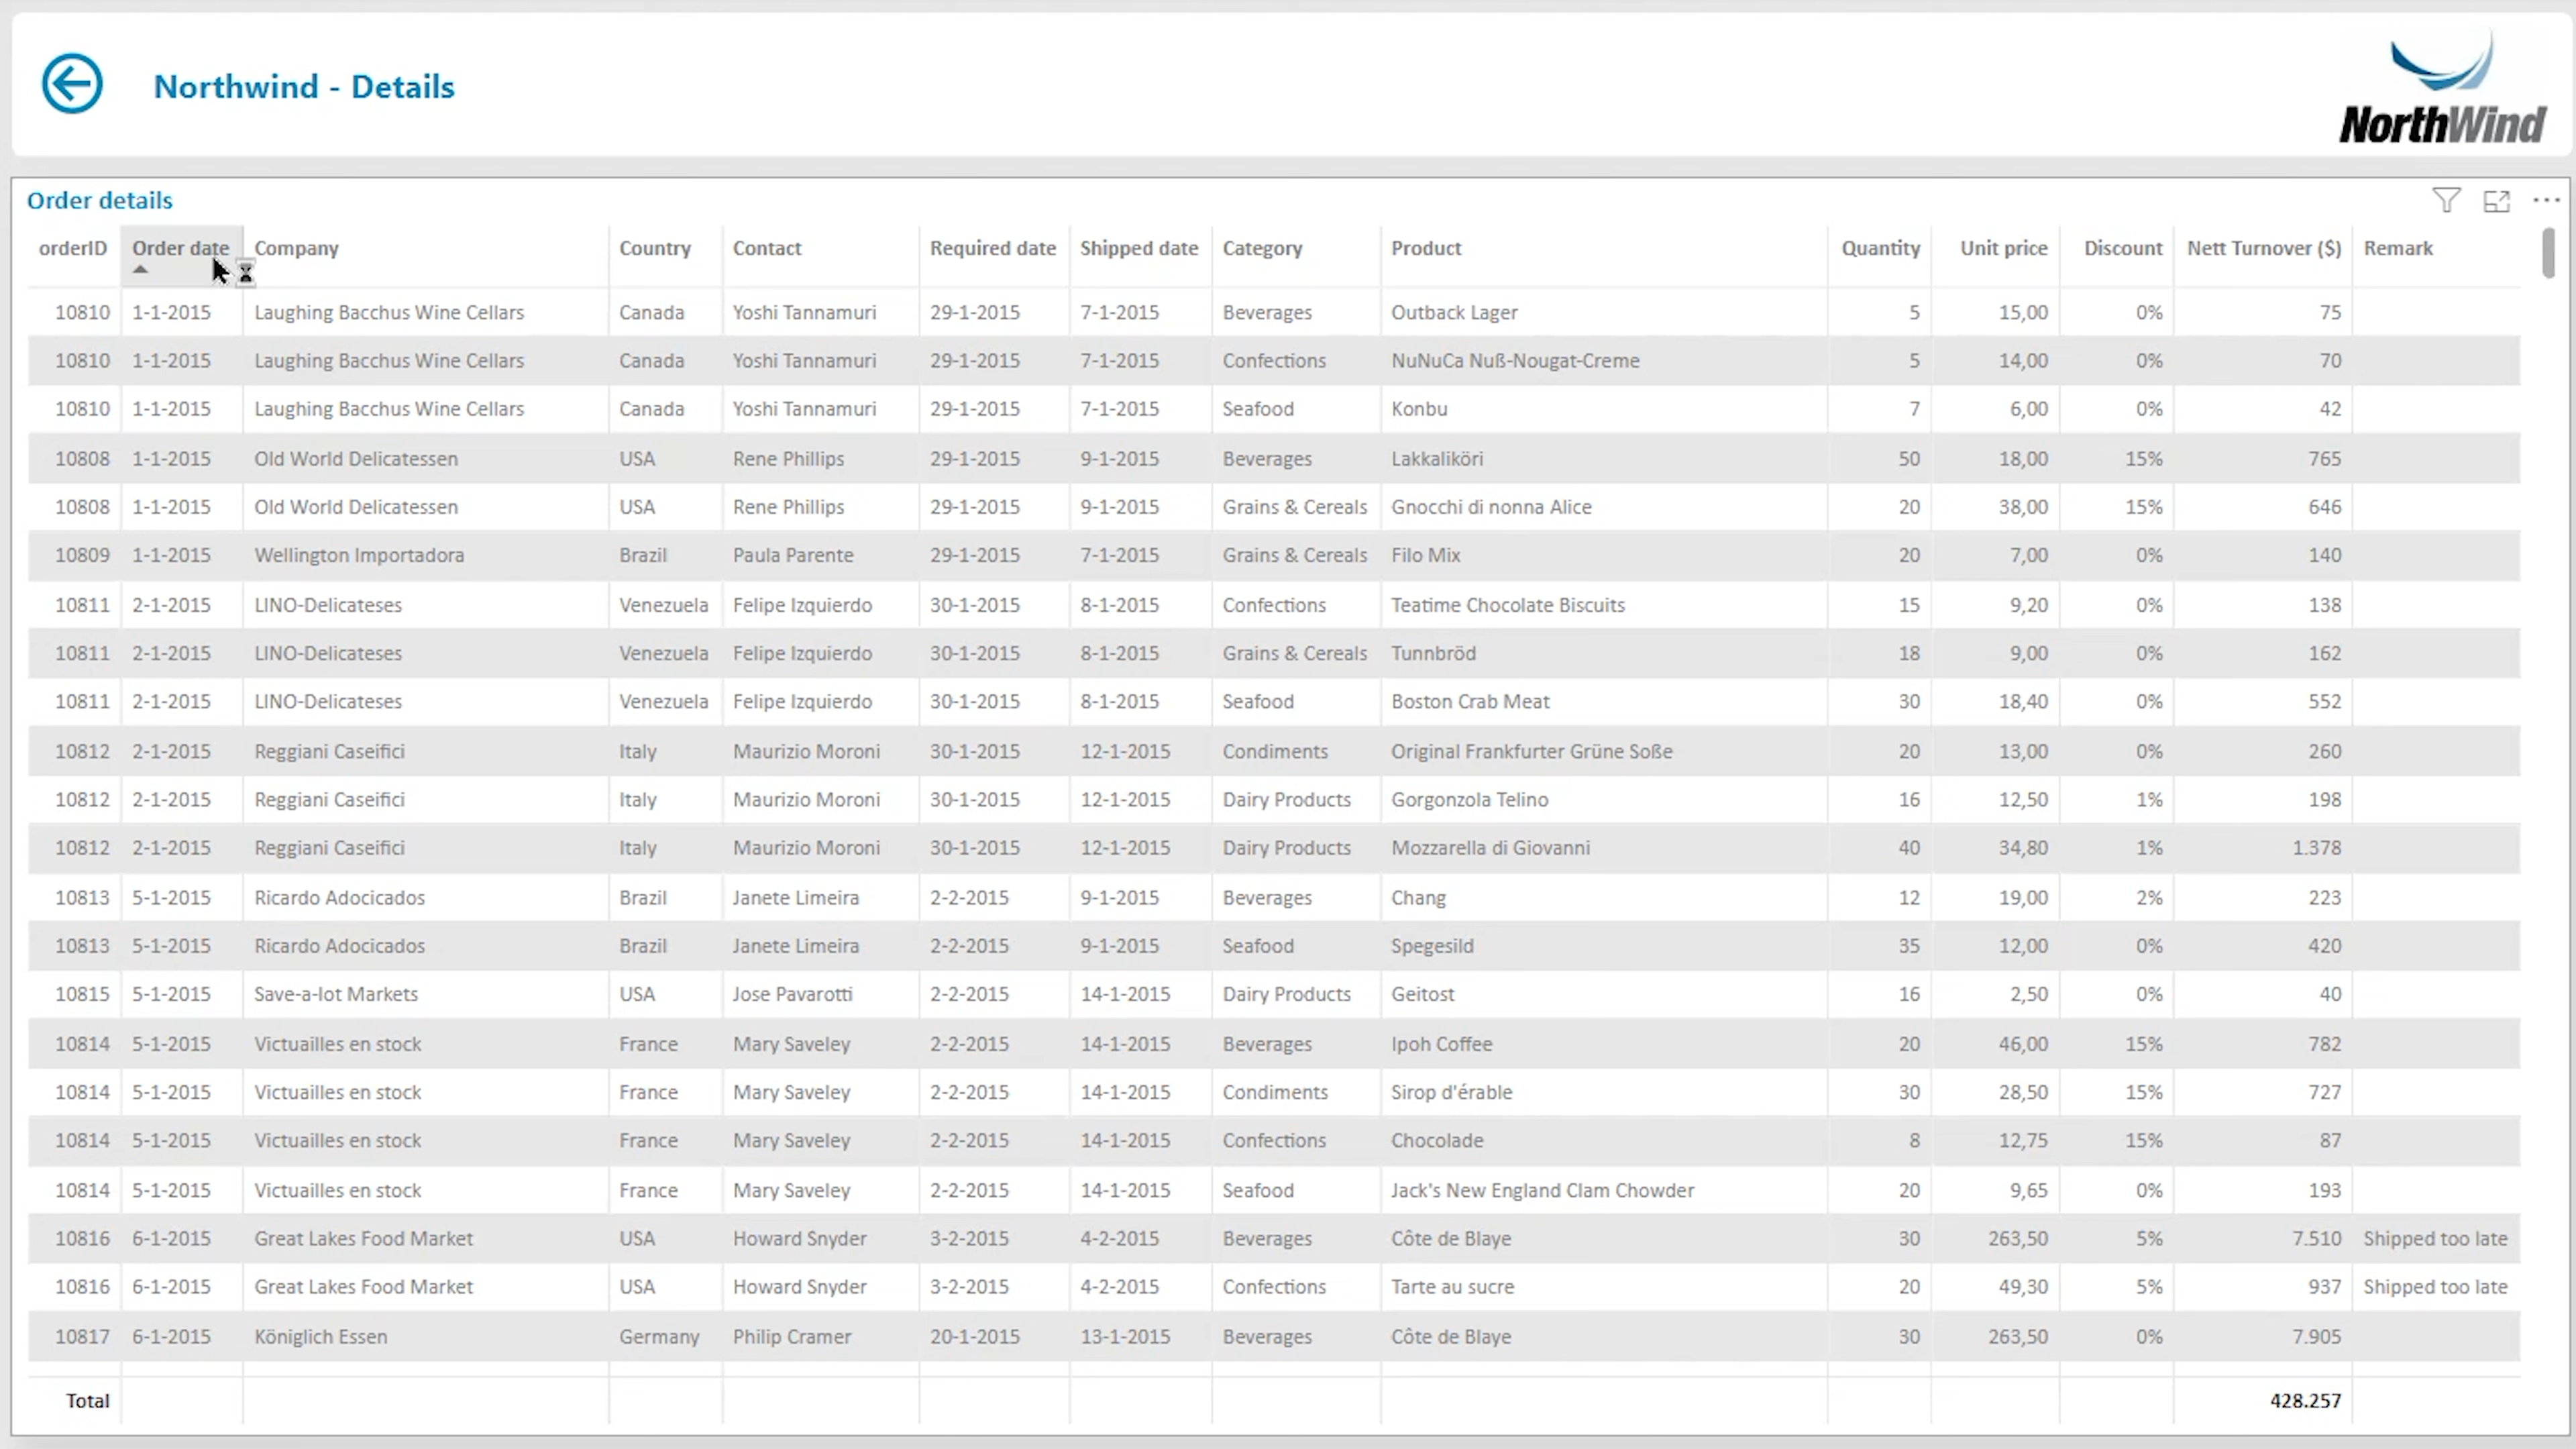 Northwind - Details
NorthWind
Order details
orderID Order date Company Country Contact Required date Shipped date Category Product Quantity Unit price Discount Nett Turnover ($) Remark
10810 1-1-2015 Laughing Bacchus Wine Cellars Canada Yoshi Tannamuri 29-1-2015 7-1-2015 Beverages Outback Lager 5 15,00 0% 75
10810 1-1-2015 Laughing Bacchus Wine Cellars Canada Yoshi Tannamuri 29-1-2015 7-1-2015 Confections NuNuCa Nuß-Nougat-Creme 5 14,00 0% 70
10810 1-1-2015 Laughing Bacchus Wine Cellars Canada Yoshi Tannamuri 29-1-2015 7-1-2015 Seafood Konbu 7 6,00 0% 42
10808 1-1-2015 Old World Delicatessen USA Rene Phillips 29-1-2015 9-1-2015 Beverages Lakkaliköri 50 18,00 15% 765
10808 1-1-2015 Old World Delicatessen USA Rene Phillips 29-1-2015 9-1-2015 Grains & Cereals Gnocchi di nonna Alice 20 38,00 15% 646
10809 1-1-2015 Wellington Importadora Brazil Paula Parente 29-1-2015 7-1-2015 Grains & Cereals Filo Mix 20 7,00 0% 140
10811 2-1-2015 LINO-Delicateses Venezuela Felipe Izquierdo 30-1-2015 8-1-2015 Confections Teatime Chocolate Biscuits 15 9,20 0% 138
10811 2-1-2015 LINO-Delicateses Venezuela Felipe Izquierdo 30-1-2015 8-1-2015 Grains & Cereals Tunnbröd 18 9,00 0% 162
10811 2-1-2015 LINO-Delicateses Venezuela Felipe Izquierdo 30-1-2015 8-1-2015 Seafood Boston Crab Meat 30 18,40 0% 552
10812 2-1-2015 Reggiani Caseifici Italy Maurizio Moroni 30-1-2015 12-1-2015 Condiments Original Frankfurter Grüne Soße 20 13,00 0% 260
10812 2-1-2015 Reggiani Caseifici Italy Maurizio Moroni 30-1-2015 12-1-2015 Dairy Products Gorgonzola Telino 16 12,50 1% 198
10812 2-1-2015 Reggiani Caseifici Italy Maurizio Moroni 30-1-2015 12-1-2015 Dairy Products Mozzarella di Giovanni 40 34,80 1% 1.378
10813 5-1-2015 Ricardo Adocicados Brazil Janete Limeira 2-2-2015 9-1-2015 Beverages Chang 12 19,00 2% 223
10813 5-1-2015 Ricardo Adocicados Brazil Janete Limeira 2-2-2015 9-1-2015 Seafood Spegesild 35 12,00 0% 420
10815 5-1-2015 Save-a-lot Markets USA Jose Pavarotti 2-2-2015 14-1-2015 Dairy Products Geitost 16 2,50 0% 40
10814 5-1-2015 Victuailles en stock France Mary Saveley 2-2-2015 14-1-2015 Beverages Ipoh Coffee 20 46,00 15% 782
10814 5-1-2015 Victuailles en stock France Mary Saveley 2-2-2015 14-1-2015 Condiments Sirop d'érable 30 28,50 15% 727
10814 5-1-2015 Victuailles en stock France Mary Saveley 2-2-2015 14-1-2015 Confections Chocolade 8 12,75 15% 87
10814 5-1-2015 Victuailles en stock France Mary Saveley 2-2-2015 14-1-2015 Seafood Jack's New England Clam Chowder 20 9,65 0% 193
10816 6-1-2015 Great Lakes Food Market USA Howard Snyder 3-2-2015 4-2-2015 Beverages Côte de Blaye 30 263,50 5% 7.510 Shipped too late
10816 6-1-2015 Great Lakes Food Market USA Howard Snyder 3-2-2015 4-2-2015 Confections Tarte au sucre 20 49,30 5% 937 Shipped too late
10817 6-1-2015 Königlich Essen Germany Philip Cramer 20-1-2015 13-1-2015 Beverages Côte de Blaye 30 263,50 0% 7.905
Total 428.257